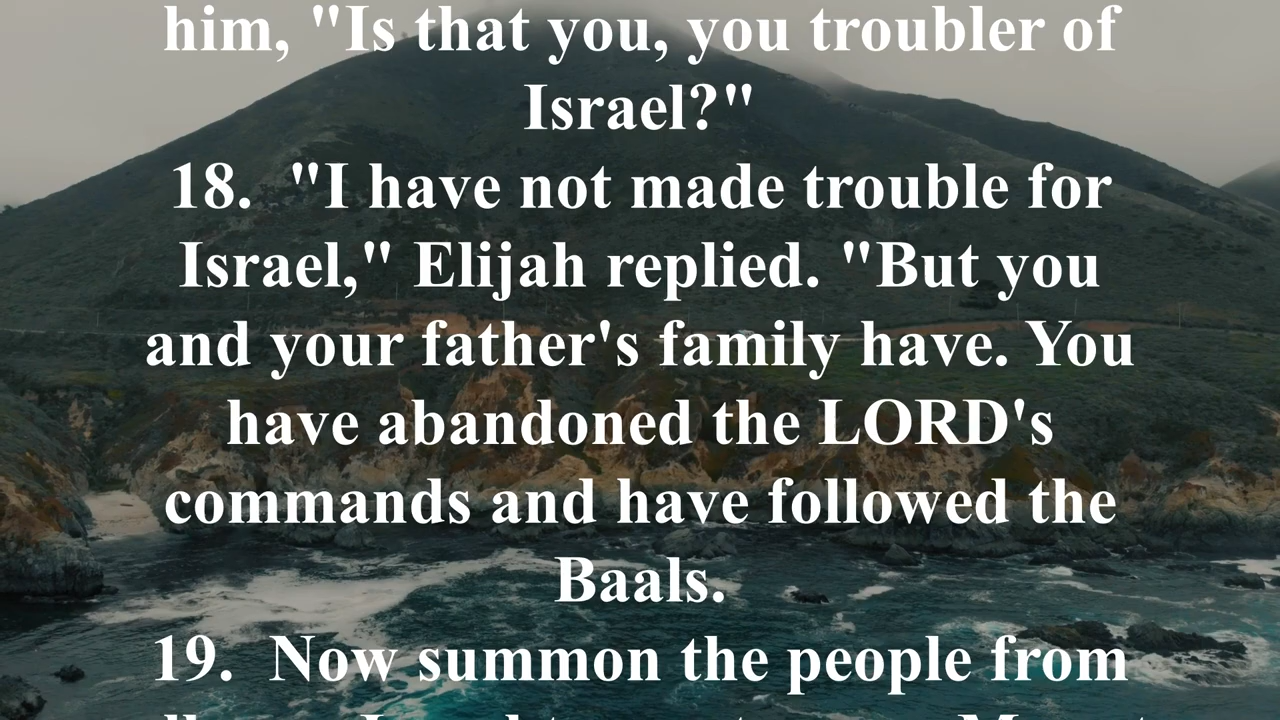 him, "Is that you, you troubler of
Israel?"
18.  "I have not made trouble for
Israel," Elijah replied. "But you
and your father's family have. You
have abandoned the LORD's
commands and have followed the
Baals.
19.  Now summon the people from